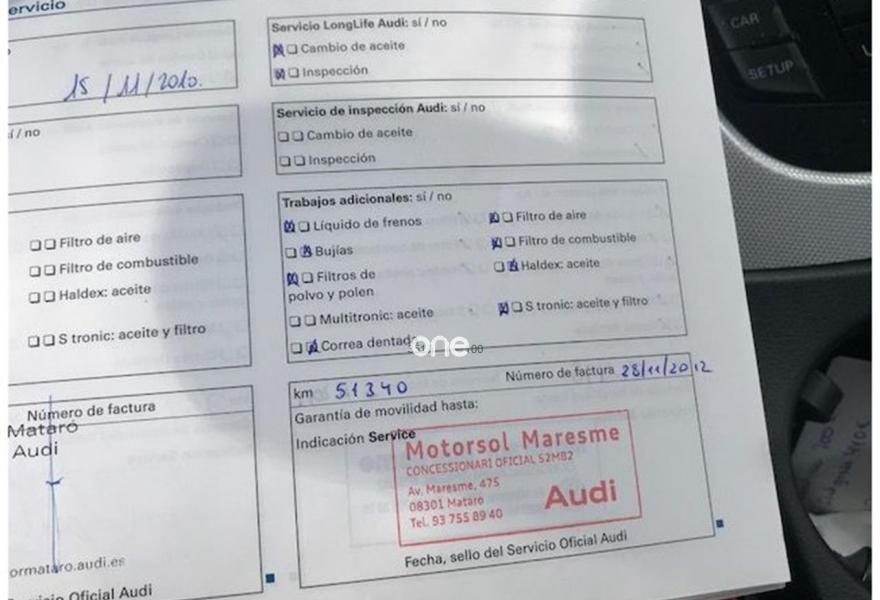 ervicio
15/11/2010.
sí / no
Filtro de aire
Filtro de combustible
Haldex: aceite
S tronic: aceite y filtro
Número de factura
Mataró
Audi
ormataro.audi.es
Oficial Audi
Servicio LongLife Audi: sí / no
Cambio de aceite
Inspección
Servicio de inspección Audi: sí / no
Cambio de aceite
Inspección
Trabajos adicionales: sí / no
Líquido de frenos
Filtro de aire
Bujías
Filtro de combustible
Filtros de
polvo y polen
Haldex: aceite
Multitronic: aceite
S tronic: aceite y filtro
Correa dentada
one
km 51340 Número de factura 28/11/2012
Garantía de movilidad hasta:
Indicación Service
Motorsol Maresme
CONCESSIONARI OFICIAL S2MB2
Av. Maresme, 475
08301 Mataro
Tel. 93 755 89 40
Audi
Fecha, sello del Servicio Oficial Audi
CAR
SETUP